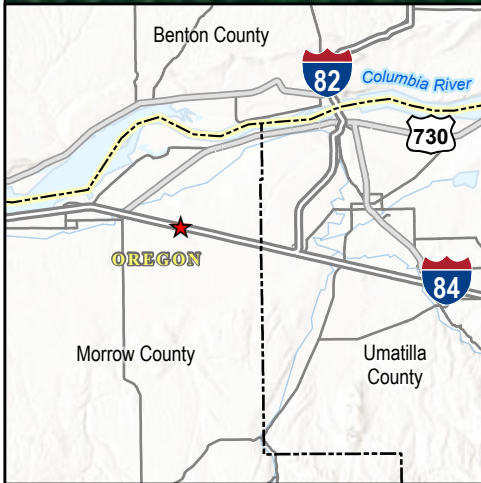 Benton County
82
Columbia River
730
OREGON
84
Morrow County
Umatilla
County